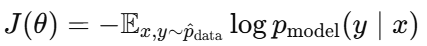 J(θ) = −𝔼_{x,y∼p̂_data} log p_model(y | x)